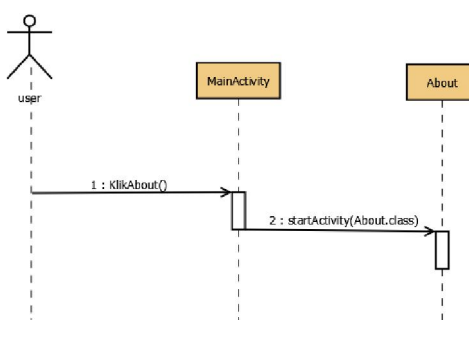 user
MainActivity
About
1 : KlikAbout()
2 : startActivity(About.class)